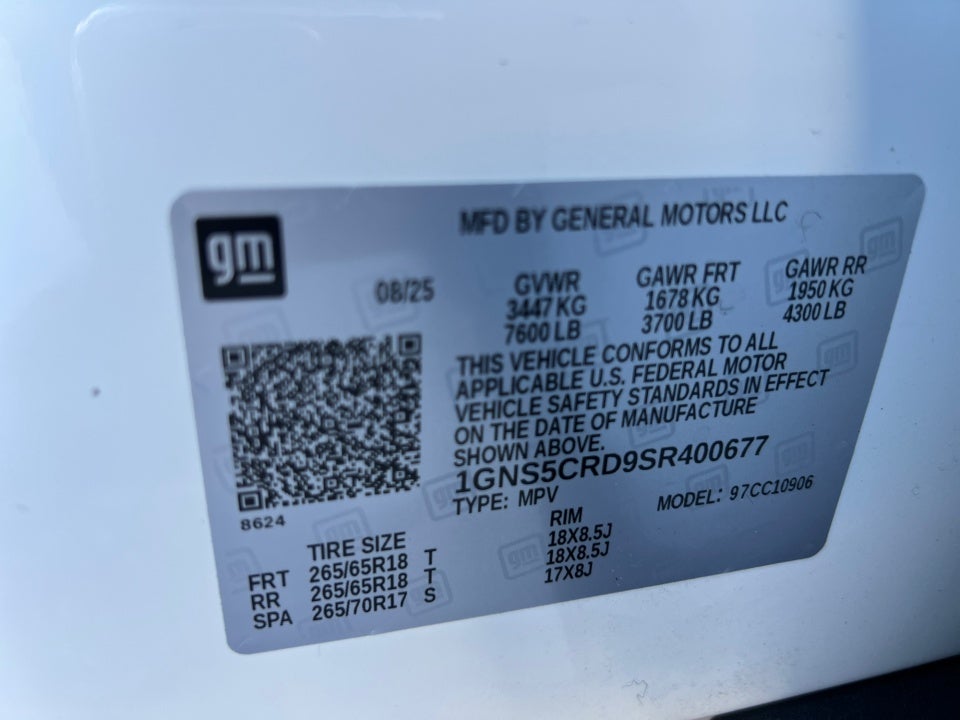 gm
MFD BY GENERAL MOTORS LLC
08/25
GVWR GAWR FRT GAWR RR
3447 KG 1678 KG 1950 KG
7600 LB 3700 LB 4300 LB
THIS VEHICLE CONFORMS TO ALL
APPLICABLE U.S. FEDERAL MOTOR
VEHICLE SAFETY STANDARDS IN EFFECT
ON THE DATE OF MANUFACTURE
SHOWN ABOVE.
1GNS5CRD9SR400677
TYPE: MPV MODEL: 97CC10906
8624
TIRE SIZE RIM
FRT 265/65R18 T 18X8.5J
RR 265/65R18 T 18X8.5J
SPA 265/70R17 S 17X8J